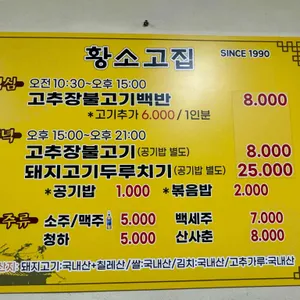 황소고집 SINCE 1990
심 오전 10:30~오후 15:00
고추장불고기백반 8.000
*고기추가 6,000 / 1인분
녁 오후 15:00~오후 21:00
고추장불고기 (공기밥 별도) 8.000
돼지고기두루치기 (공기밥 별도) 25.000
*공기밥 1.000 *볶음밥 2.000
주류 소주/맥주 5.000 백세주 7.000
청하 5.000 산사춘 8.000
산지: 돼지고기:국내산+칠레산/쌀:국내산/김치:국내산/고추가루:국내산